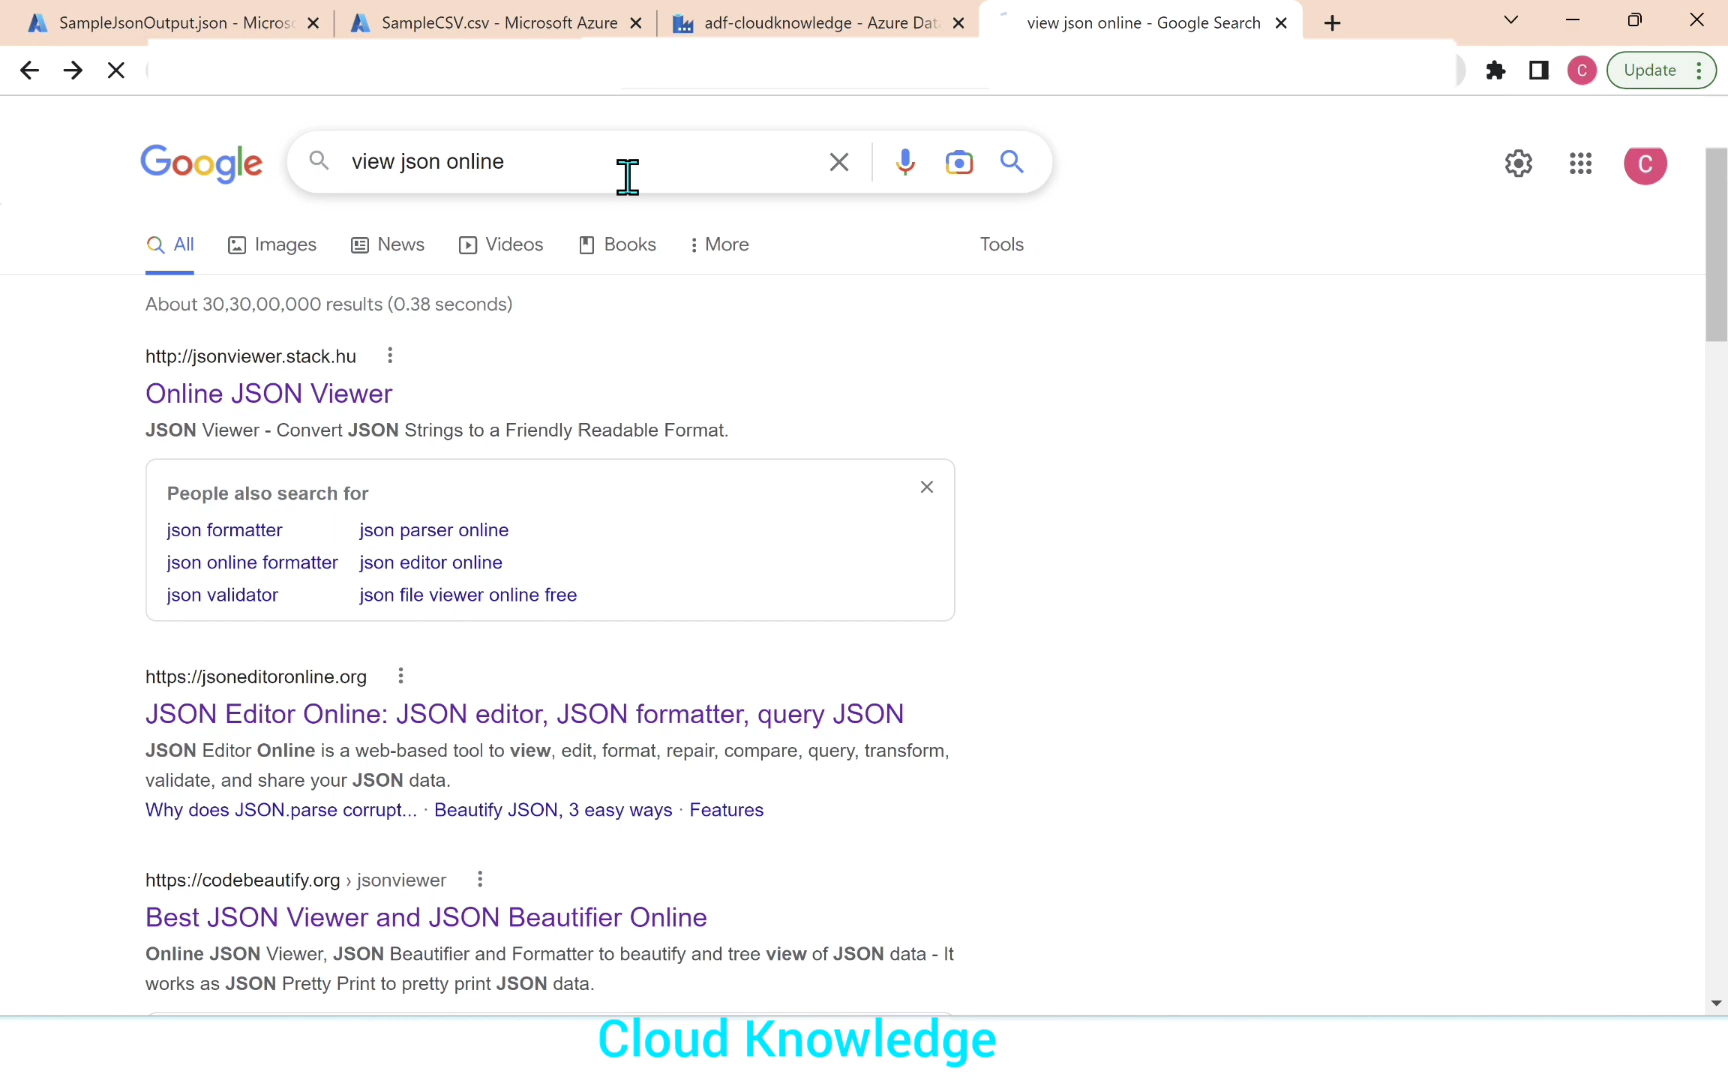 SampleJsonOutput.json - Micros
SampleCSV.csv - Microsoft Azure
adf-cloudknowledge - Azure Dat
view json online - Google Search
C
Update
Google
view json online
C
All
Images
News
Videos
Books
More
Tools
About 30,30,00,000 results (0.38 seconds)
http://jsonviewer.stack.hu
Online JSON Viewer
JSON Viewer - Convert JSON Strings to a Friendly Readable Format.
People also search for
json formatter
json parser online
json online formatter
json editor online
json validator
json file viewer online free
https://jsoneditoronline.org
JSON Editor Online: JSON editor, JSON formatter, query JSON
JSON Editor Online is a web-based tool to view, edit, format, repair, compare, query, transform,
validate, and share your JSON data.
Why does JSON.parse corrupt... · Beautify JSON, 3 easy ways · Features
https://codebeautify.org › jsonviewer
Best JSON Viewer and JSON Beautifier Online
Online JSON Viewer, JSON Beautifier and Formatter to beautify and tree view of JSON data - It
works as JSON Pretty Print to pretty print JSON data.
Cloud Knowledge